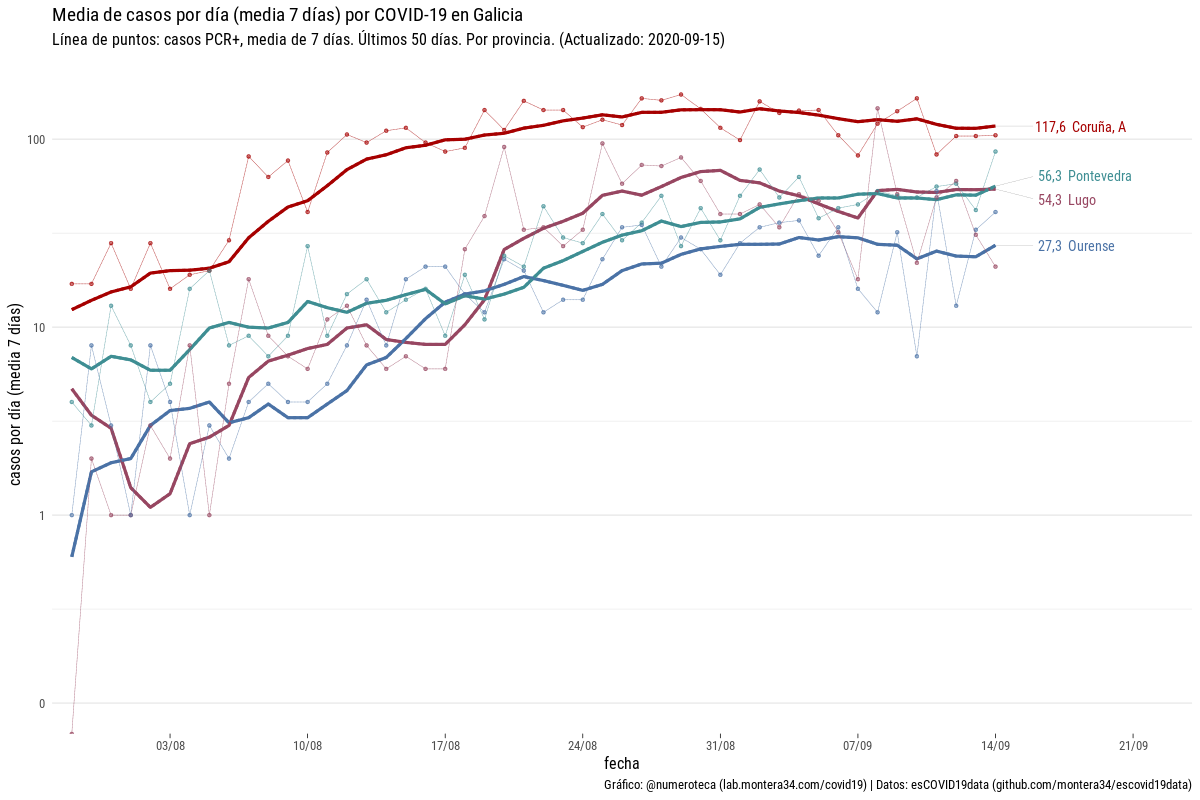 Media de casos por día (media 7 días) por COVID-19 en Galicia
Línea de puntos: casos PCR+, media de 7 días. Últimos 50 días. Por provincia. (Actualizado: 2020-09-15)
casos por día (media 7 días)
100
10
1
0
117,6 Coruña, A
56,3 Pontevedra
54,3 Lugo
27,3 Ourense
03/08 10/08 17/08 24/08 31/08 07/09 14/09 21/09
fecha
Gráfico: @numeroteca (lab.montera34.com/covid19) | Datos: esCOVID19data (github.com/montera34/escovid19data)